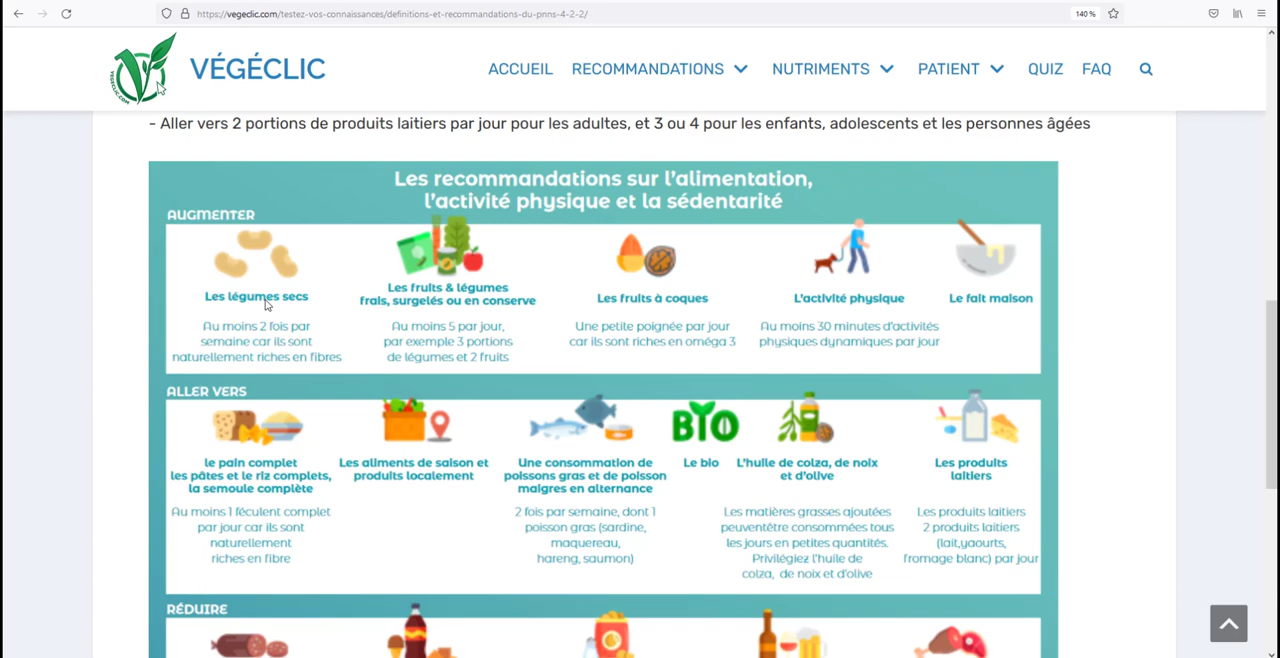 https://vegeclic.com/testez-vos-connaissances/definitions-et-recommandations-du-pnns-4-2-2/
140 %
VEGECLIC.COM
VÉGÉCLIC
ACCUEIL RECOMMANDATIONS NUTRIMENTS PATIENT QUIZ FAQ
- Aller vers 2 portions de produits laitiers par jour pour les adultes, et 3 ou 4 pour les enfants, adolescents et les personnes âgées
Les recommandations sur l'alimentation,
l'activité physique et la sédentarité
AUGMENTER
Les légumes secs
Au moins 2 fois par
semaine car ils sont
naturellement riches en fibres
Les fruits & légumes
frais, surgelés ou en conserve
Au moins 5 par jour,
par exemple 3 portions
de légumes et 2 fruits
Les fruits à coques
Une petite poignée par jour
car ils sont riches en oméga 3
L'activité physique
Au moins 30 minutes d'activités
physiques dynamiques par jour
Le fait maison
ALLER VERS
le pain complet
les pâtes et le riz complets,
la semoule complète
Au moins 1 féculent complet
par jour car ils sont
naturellement
riches en fibre
Les aliments de saison et
produits localement
Une consommation de
poissons gras et de poisson
maigres en alternance
2 fois par semaine, dont 1
poisson gras (sardine,
maquereau,
hareng, saumon)
BIO
Le bio
L'huile de colza, de noix
et d'olive
Les matières grasses ajoutées
peuventêtre consommées tous
les jours en petites quantités.
Privilégiez l'huile de
colza, de noix et d'olive
Les produits
laitiers
Les produits laitiers
2 produits laitiers
(lait,yaourts,
fromage blanc) par jour
RÉDUIRE